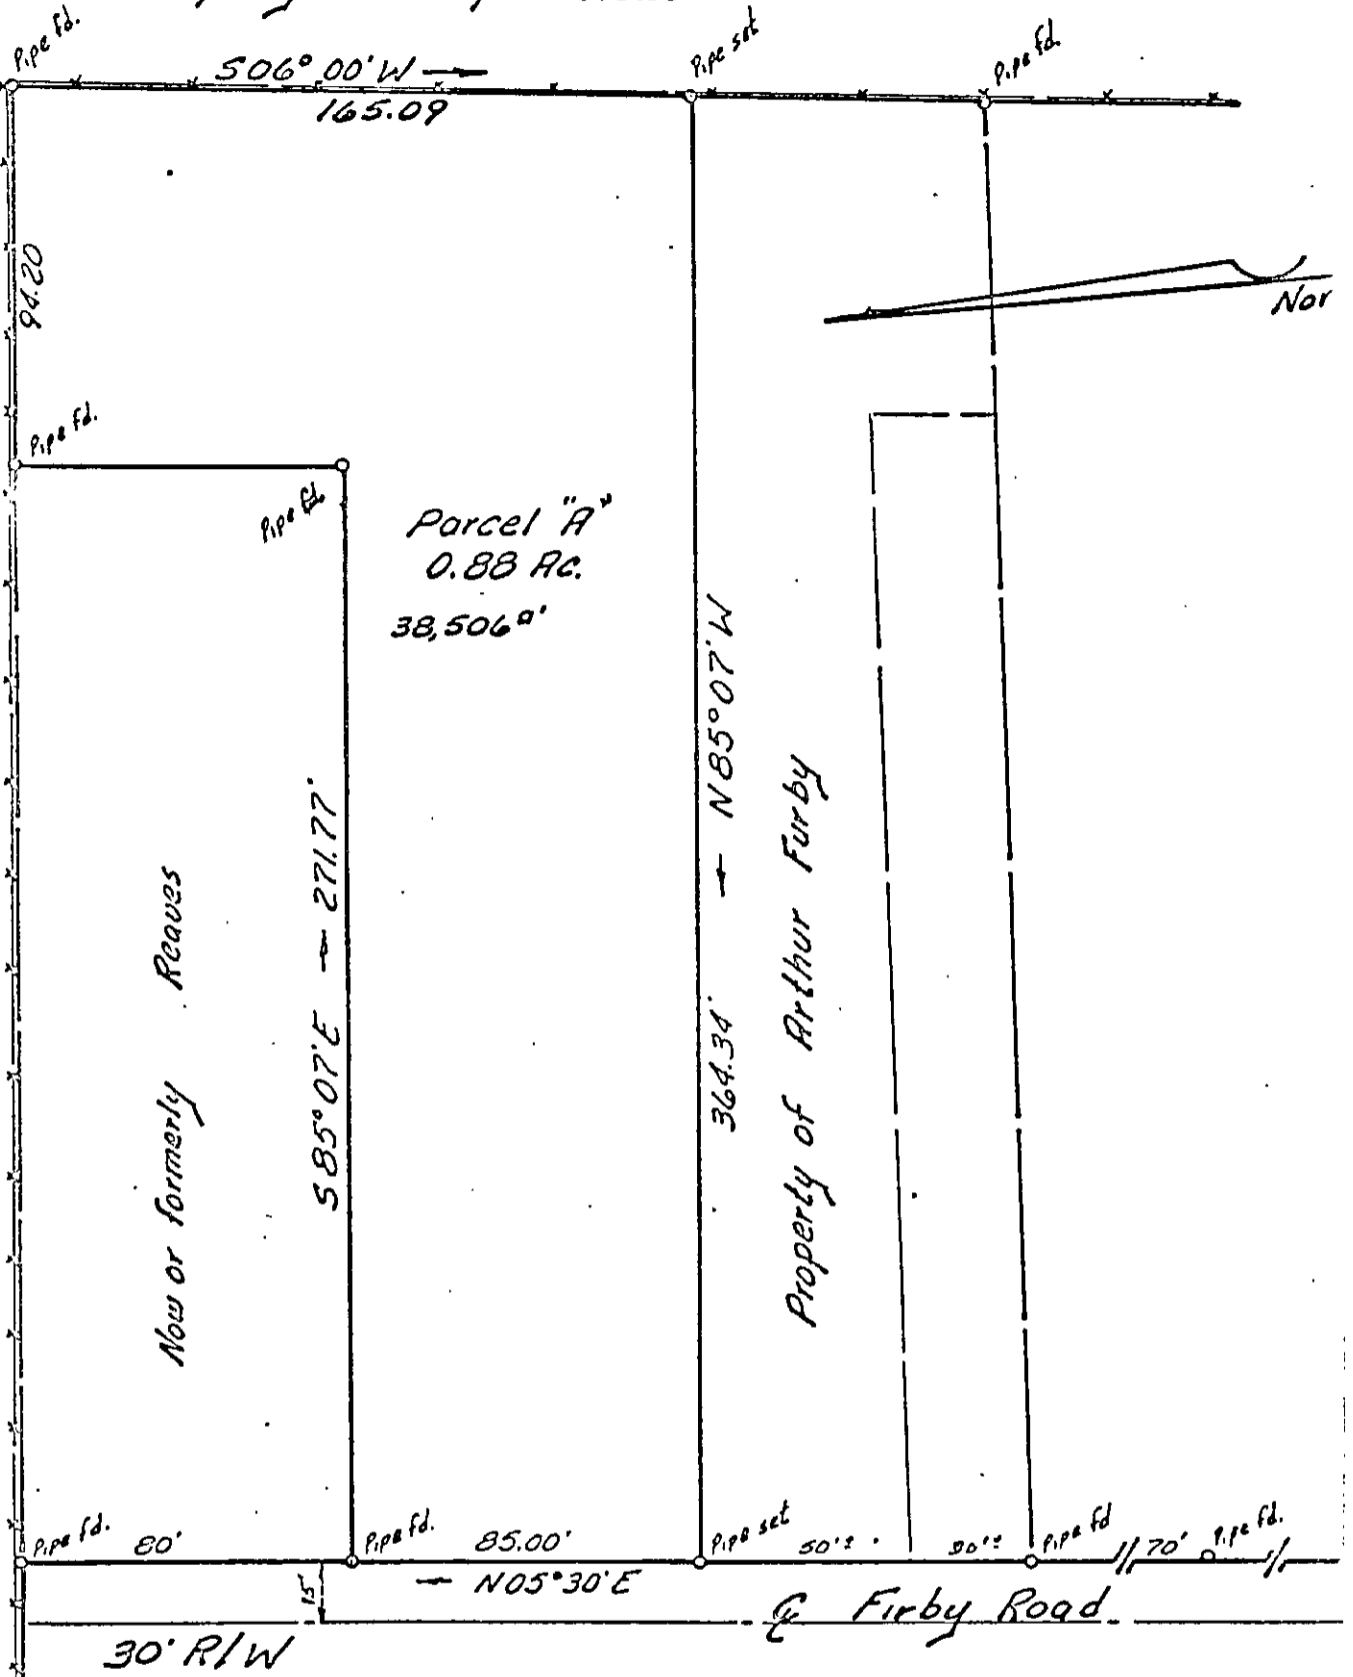 Pipe fd.
Pipe set
Pipe fd.
S06° 00' W
165.09
94.20
Nor
Pipe fd.
Pipe fd.
Parcel "A"
0.88 Ac.
38,506
N 85° 07' W
364.34'
S 85° 07' E
271.77'
Now or formerly Reaves
Property of Arthur Furby
Pipe fd.
80'
Pipe fd.
85.00'
Pipe set
50'±
Pipe fd
70'
Pipe fd.
N05° 30' E
15'
℄ Firby Road
30' R/W